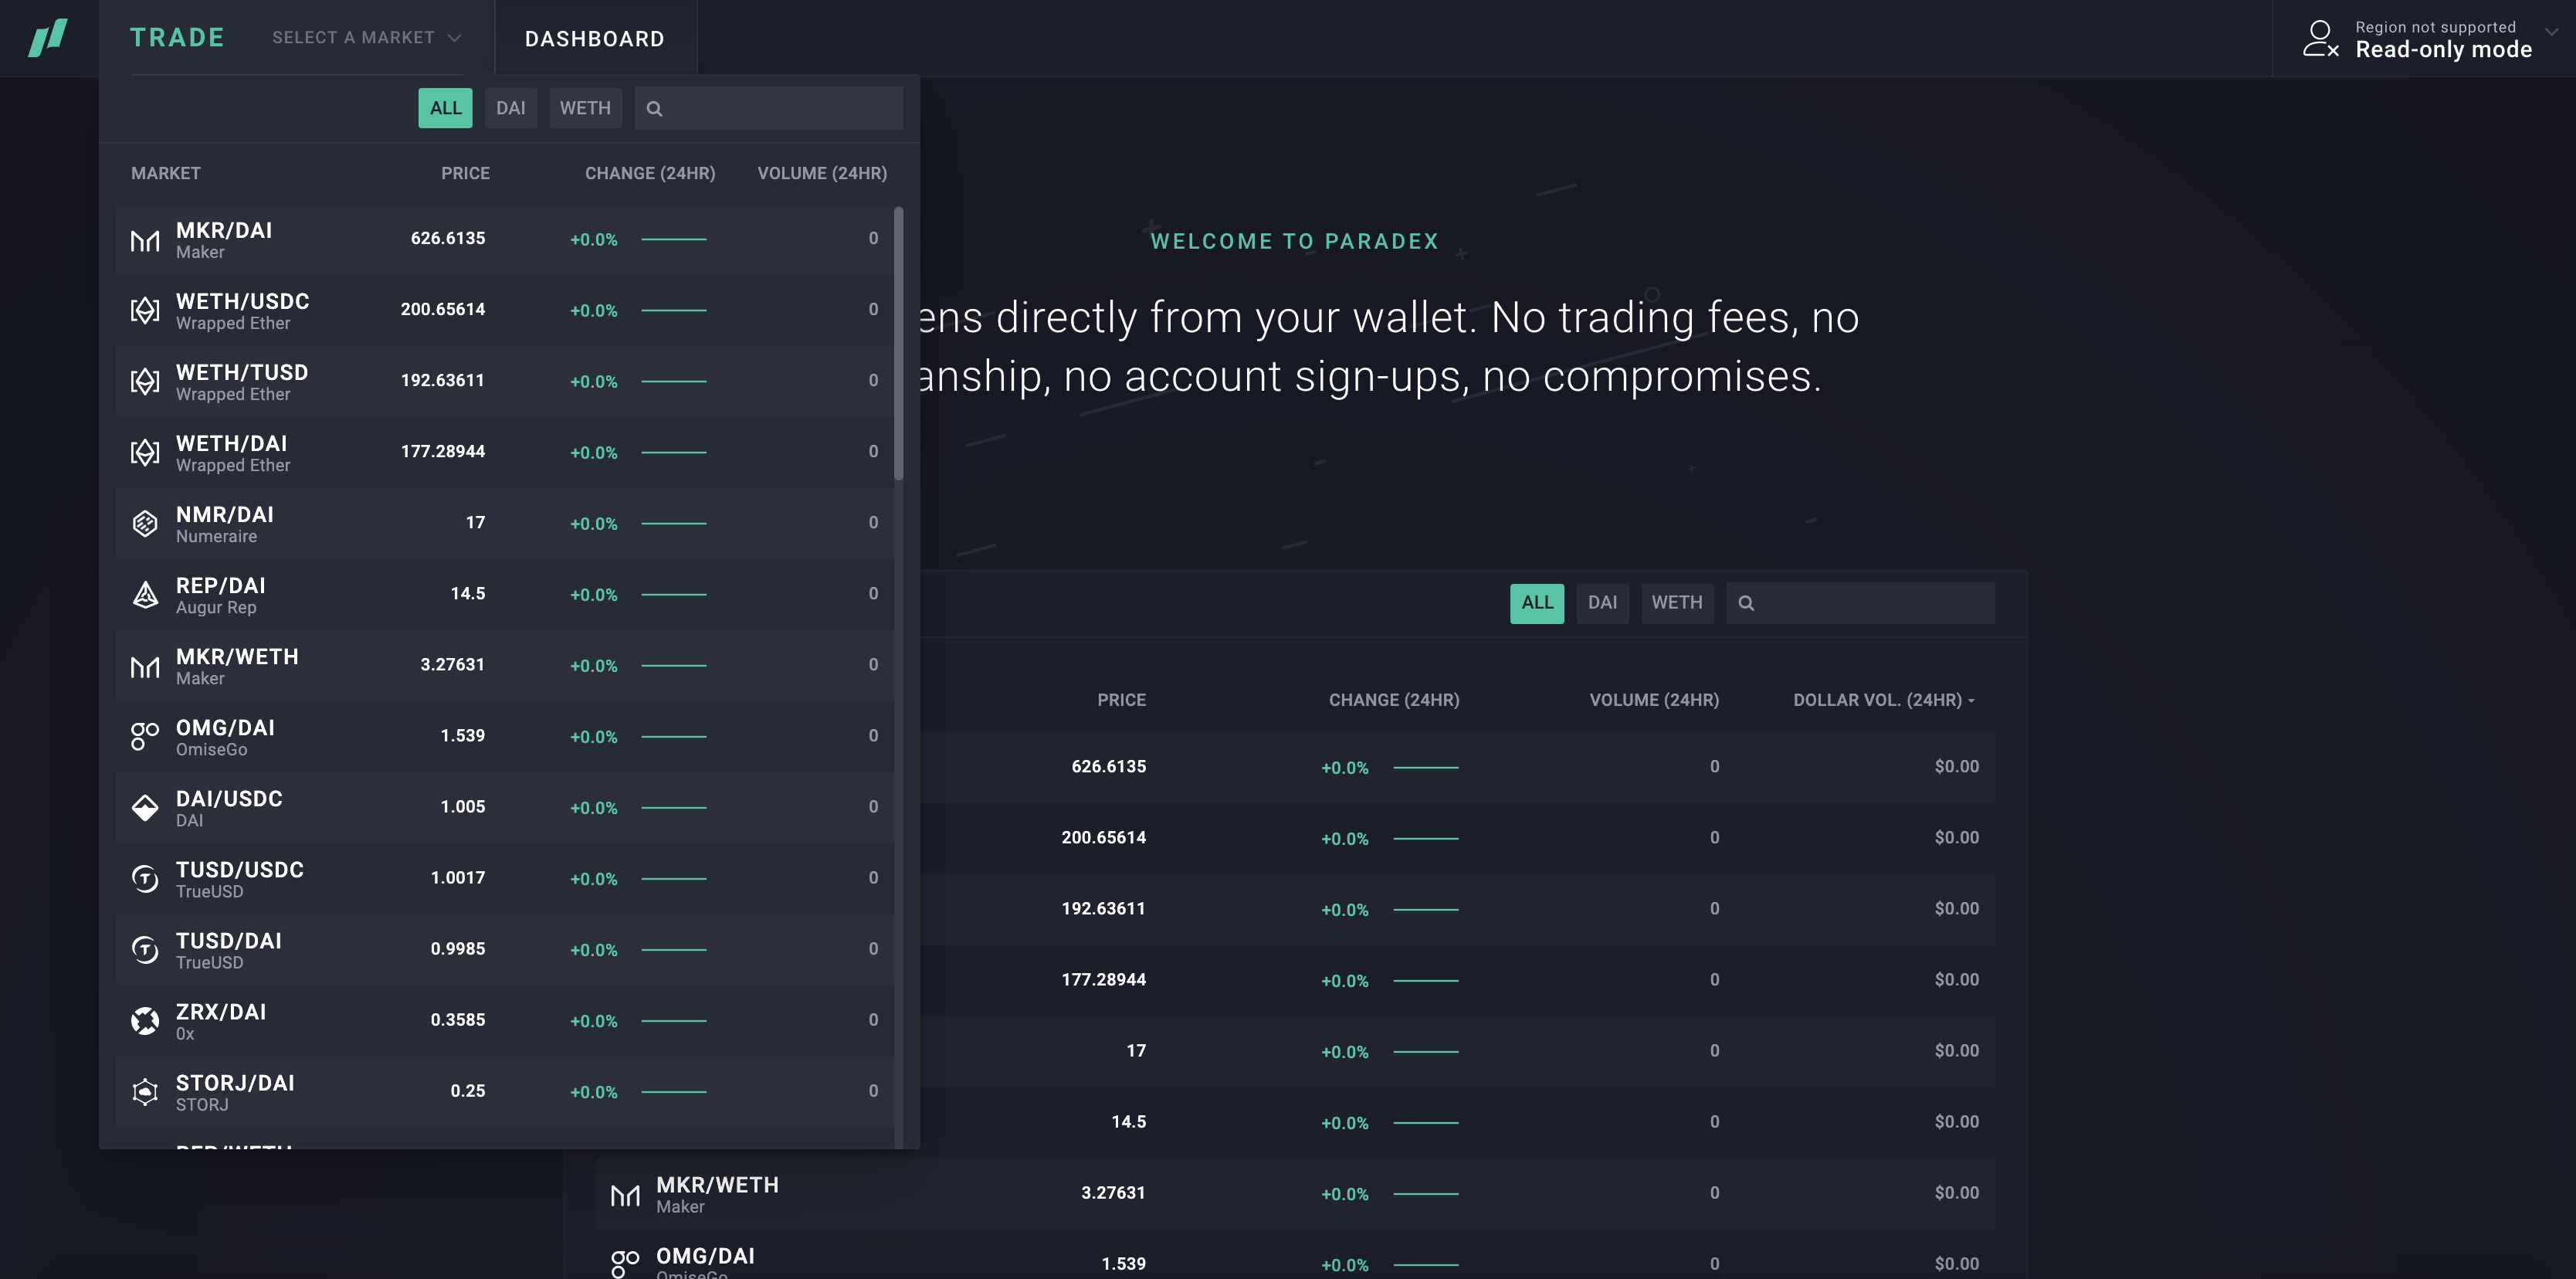 TRADE
SELECT A MARKET
DASHBOARD
Region not supported
Read-only mode
ALL DAI WETH
MARKET PRICE CHANGE (24HR) VOLUME (24HR)
MKR/DAI 626.6135 +0.0% 0
Maker
WETH/USDC 200.65614 +0.0% 0
Wrapped Ether
WETH/TUSD 192.63611 +0.0% 0
Wrapped Ether
WETH/DAI 177.28944 +0.0% 0
Wrapped Ether
NMR/DAI 17 +0.0% 0
Numeraire
REP/DAI 14.5 +0.0% 0
Augur Rep
MKR/WETH 3.27631 +0.0% 0
Maker
OMG/DAI 1.539 +0.0% 0
OmiseGo
DAI/USDC 1.005 +0.0% 0
DAI
TUSD/USDC 1.0017 +0.0% 0
TrueUSD
TUSD/DAI 0.9985 +0.0% 0
TrueUSD
ZRX/DAI 0.3585 +0.0% 0
0x
STORJ/DAI 0.25 +0.0% 0
STORJ
WELCOME TO PARADEX
ens directly from your wallet. No trading fees, no
anship, no account sign-ups, no compromises.
ALL DAI WETH
PRICE CHANGE (24HR) VOLUME (24HR) DOLLAR VOL. (24HR)
626.6135 +0.0% 0 $0.00
200.65614 +0.0% 0 $0.00
192.63611 +0.0% 0 $0.00
177.28944 +0.0% 0 $0.00
17 +0.0% 0 $0.00
14.5 +0.0% 0 $0.00
MKR/WETH 3.27631 +0.0% 0 $0.00
Maker
OMG/DAI 1.539 +0.0% 0 $0.00
OmiseGo